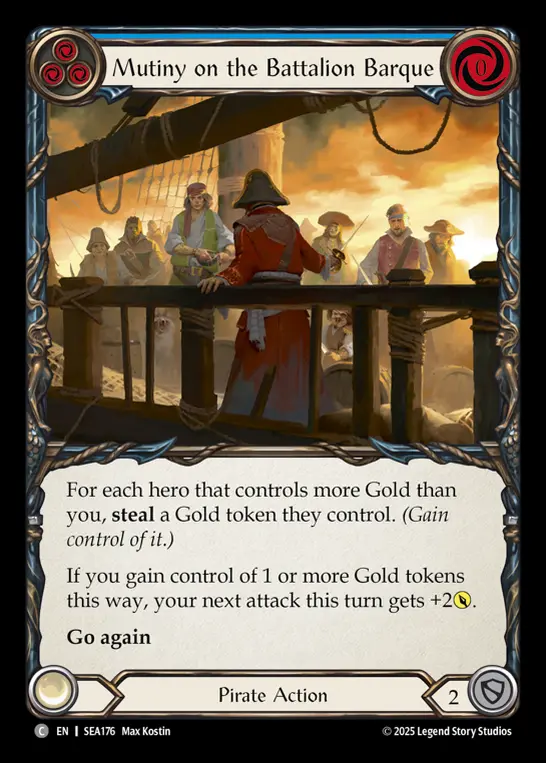 Mutiny on the Battalion Barque
0
For each hero that controls more Gold than
you, steal a Gold token they control. (Gain
control of it.)
If you gain control of 1 or more Gold tokens
this way, your next attack this turn gets +2.
Go again
Pirate Action
2
C EN SEA176 Max Kostin
© 2025 Legend Story Studios